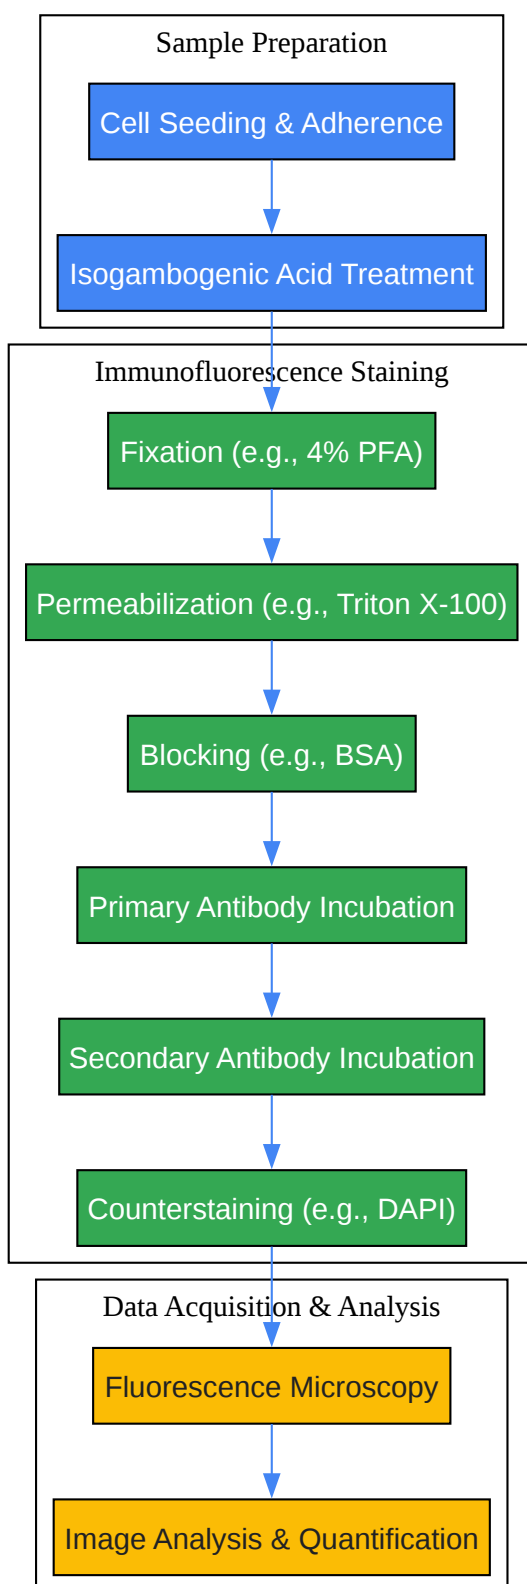 Sample Preparation
Cell Seeding & Adherence
Isogambogenic Acid Treatment
Immunofluorescence Staining
Fixation (e.g., 4% PFA)
Permeabilization (e.g., Triton X-100)
Blocking (e.g., BSA)
Primary Antibody Incubation
Secondary Antibody Incubation
Counterstaining (e.g., DAPI)
Data Acquisition & Analysis
Fluorescence Microscopy
Image Analysis & Quantification